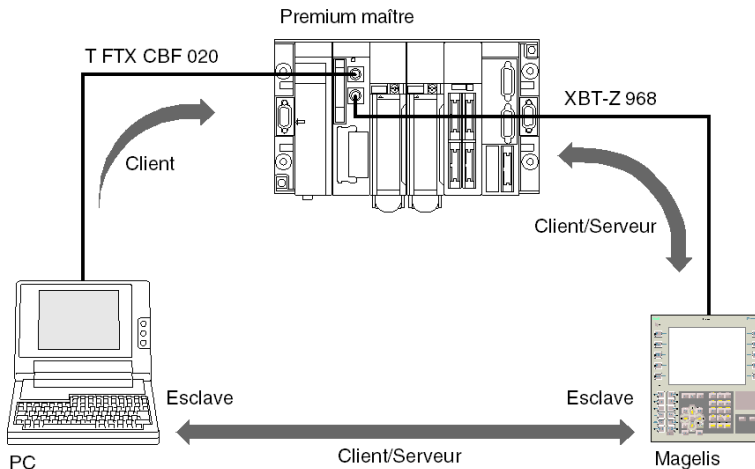 Premium maître
T FTX CBF 020
XBT-Z 968
Client
Client/Serveur
Esclave
Esclave
Client/Serveur
PC
Magelis